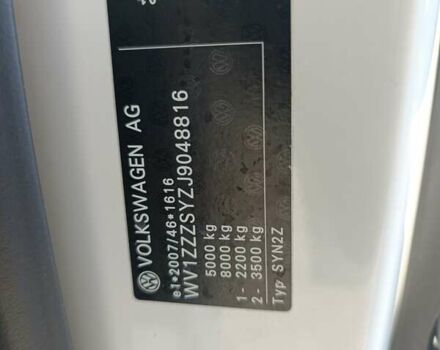 VOLKSWAGEN AG
e1*2007/46*1616
WV1ZZZSYZJ9048816
5000 kg
8000 kg
1- 2200 kg
2- 3500 kg
Typ SYN2Z